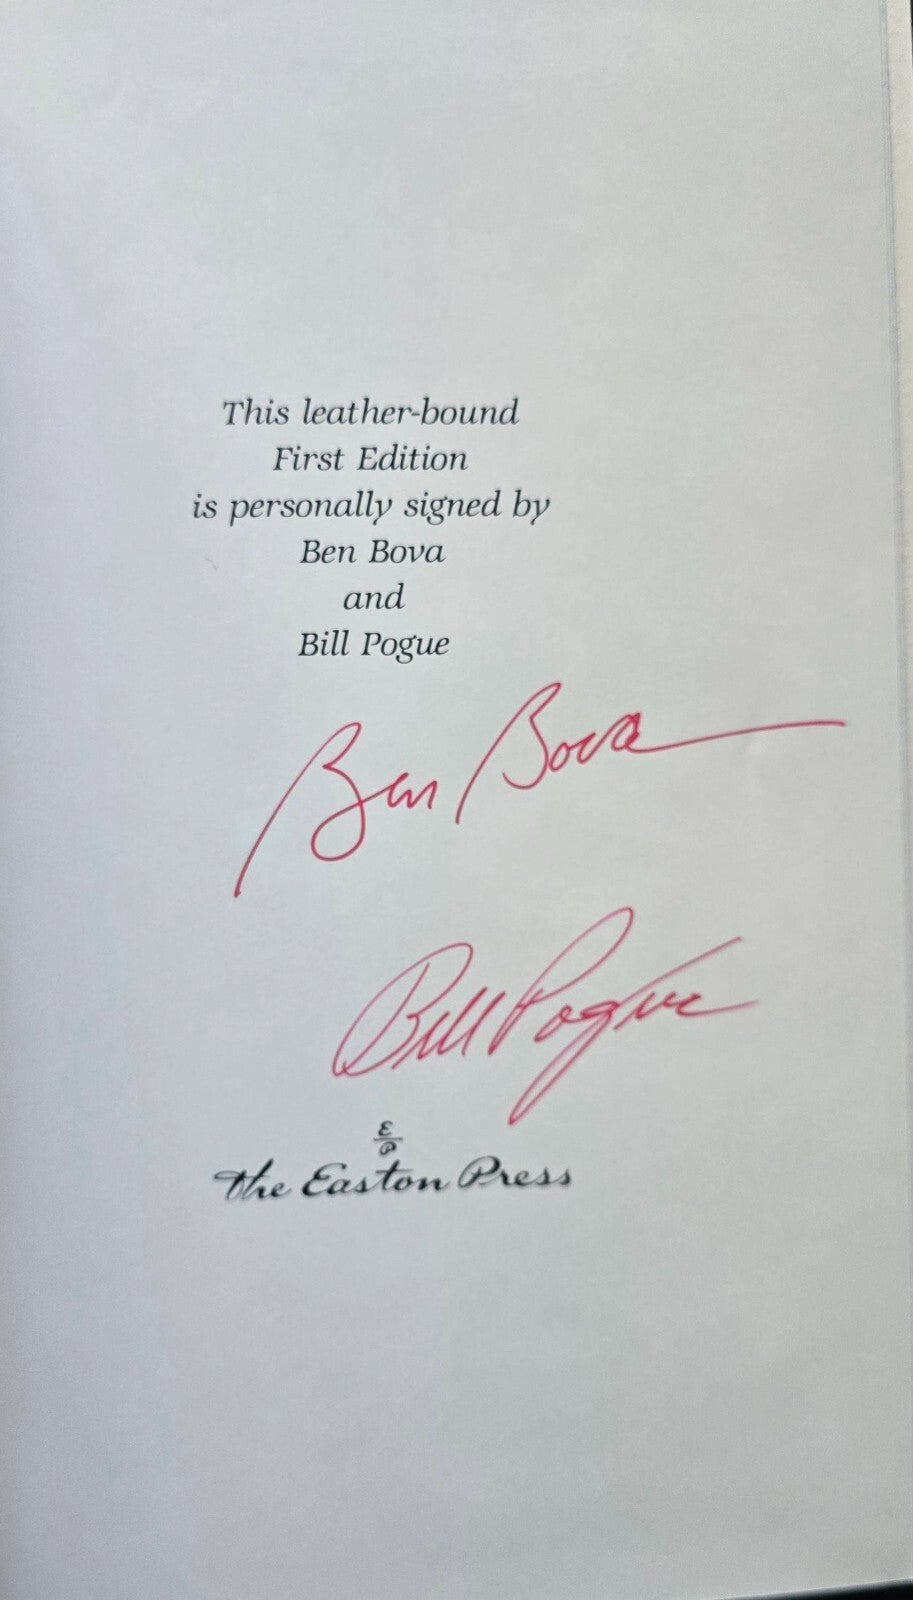 This leather-bound
First Edition
is personally signed by
Ben Bova
and
Bill Pogue
Ben Bova
Bill Pogue
E
P
The Easton Press